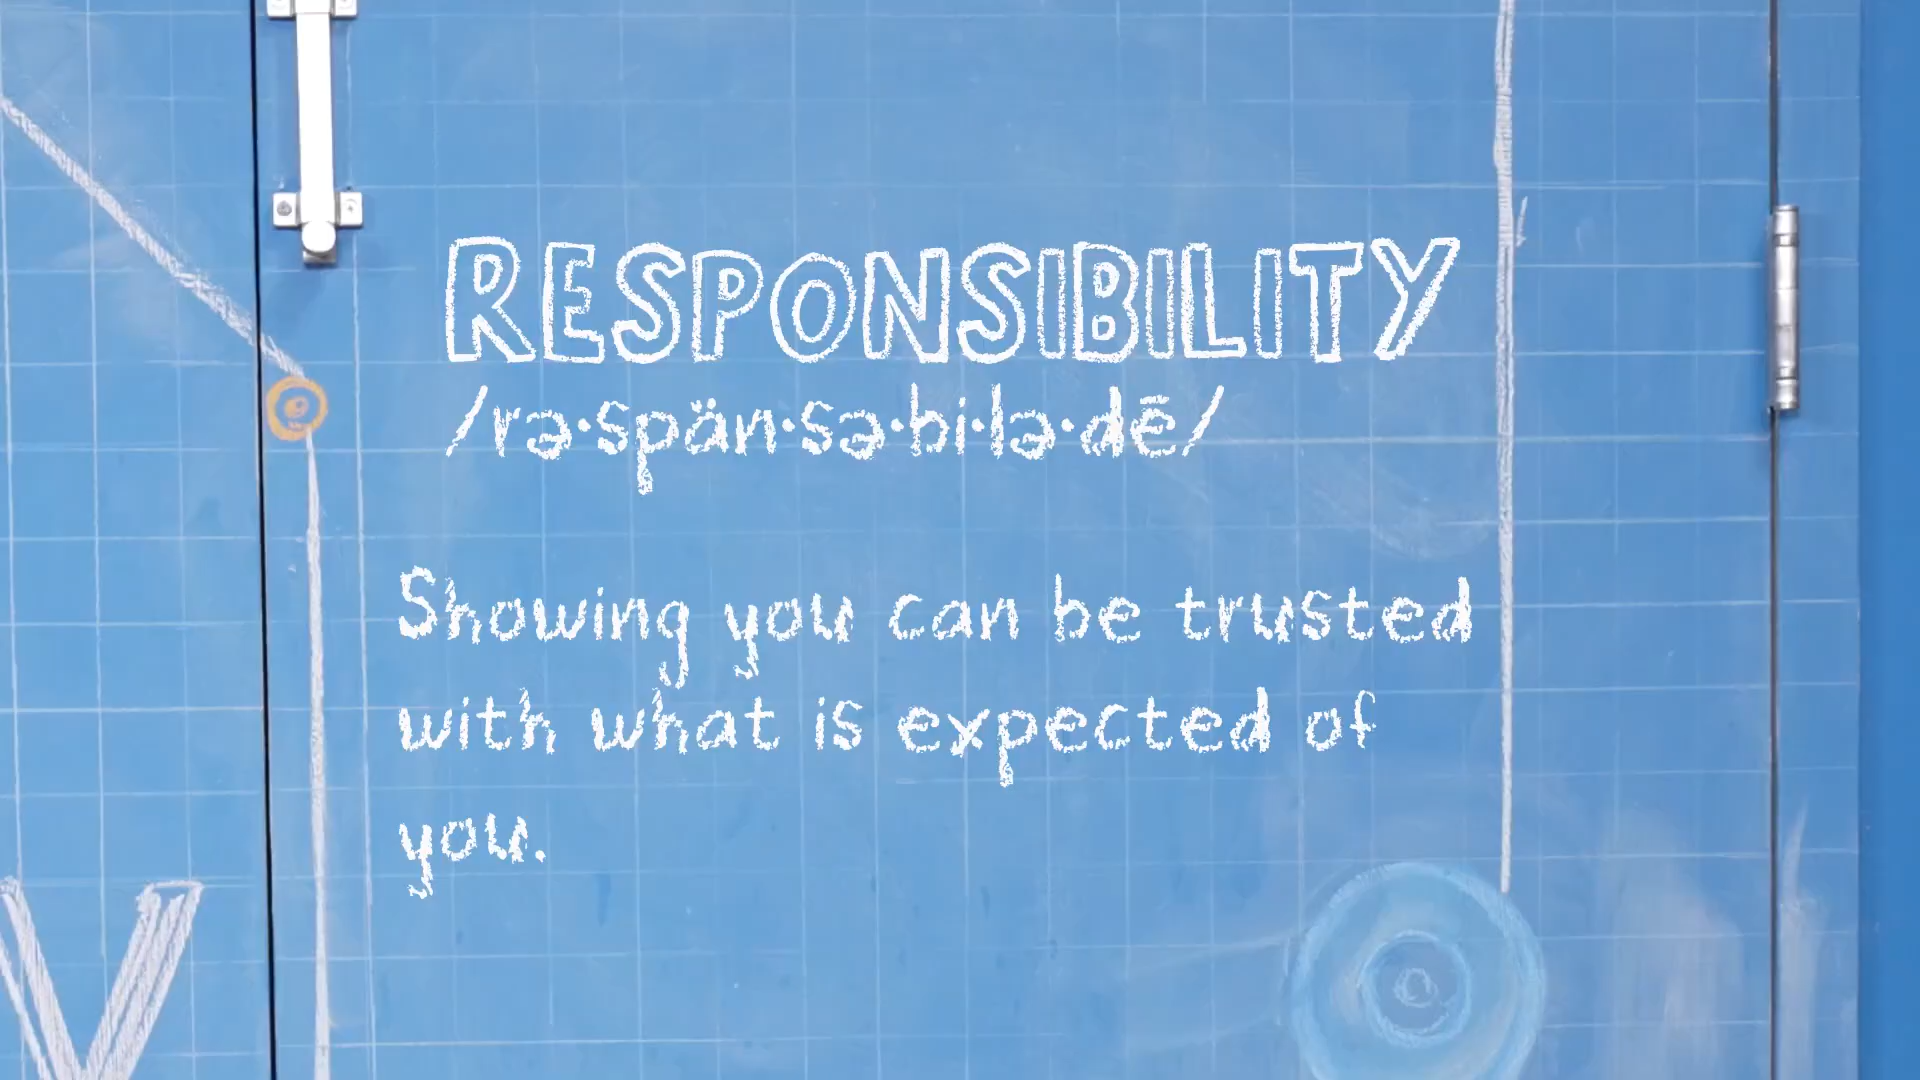 RESPONSIBILITY
/rə·spän·sə·bi·lə·dē/
Showing you can be trusted
with what is expected of
you.